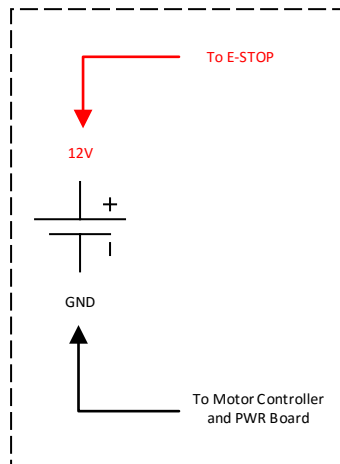 To E-STOP
12V
+
GND
To Motor Controller
and PWR Board